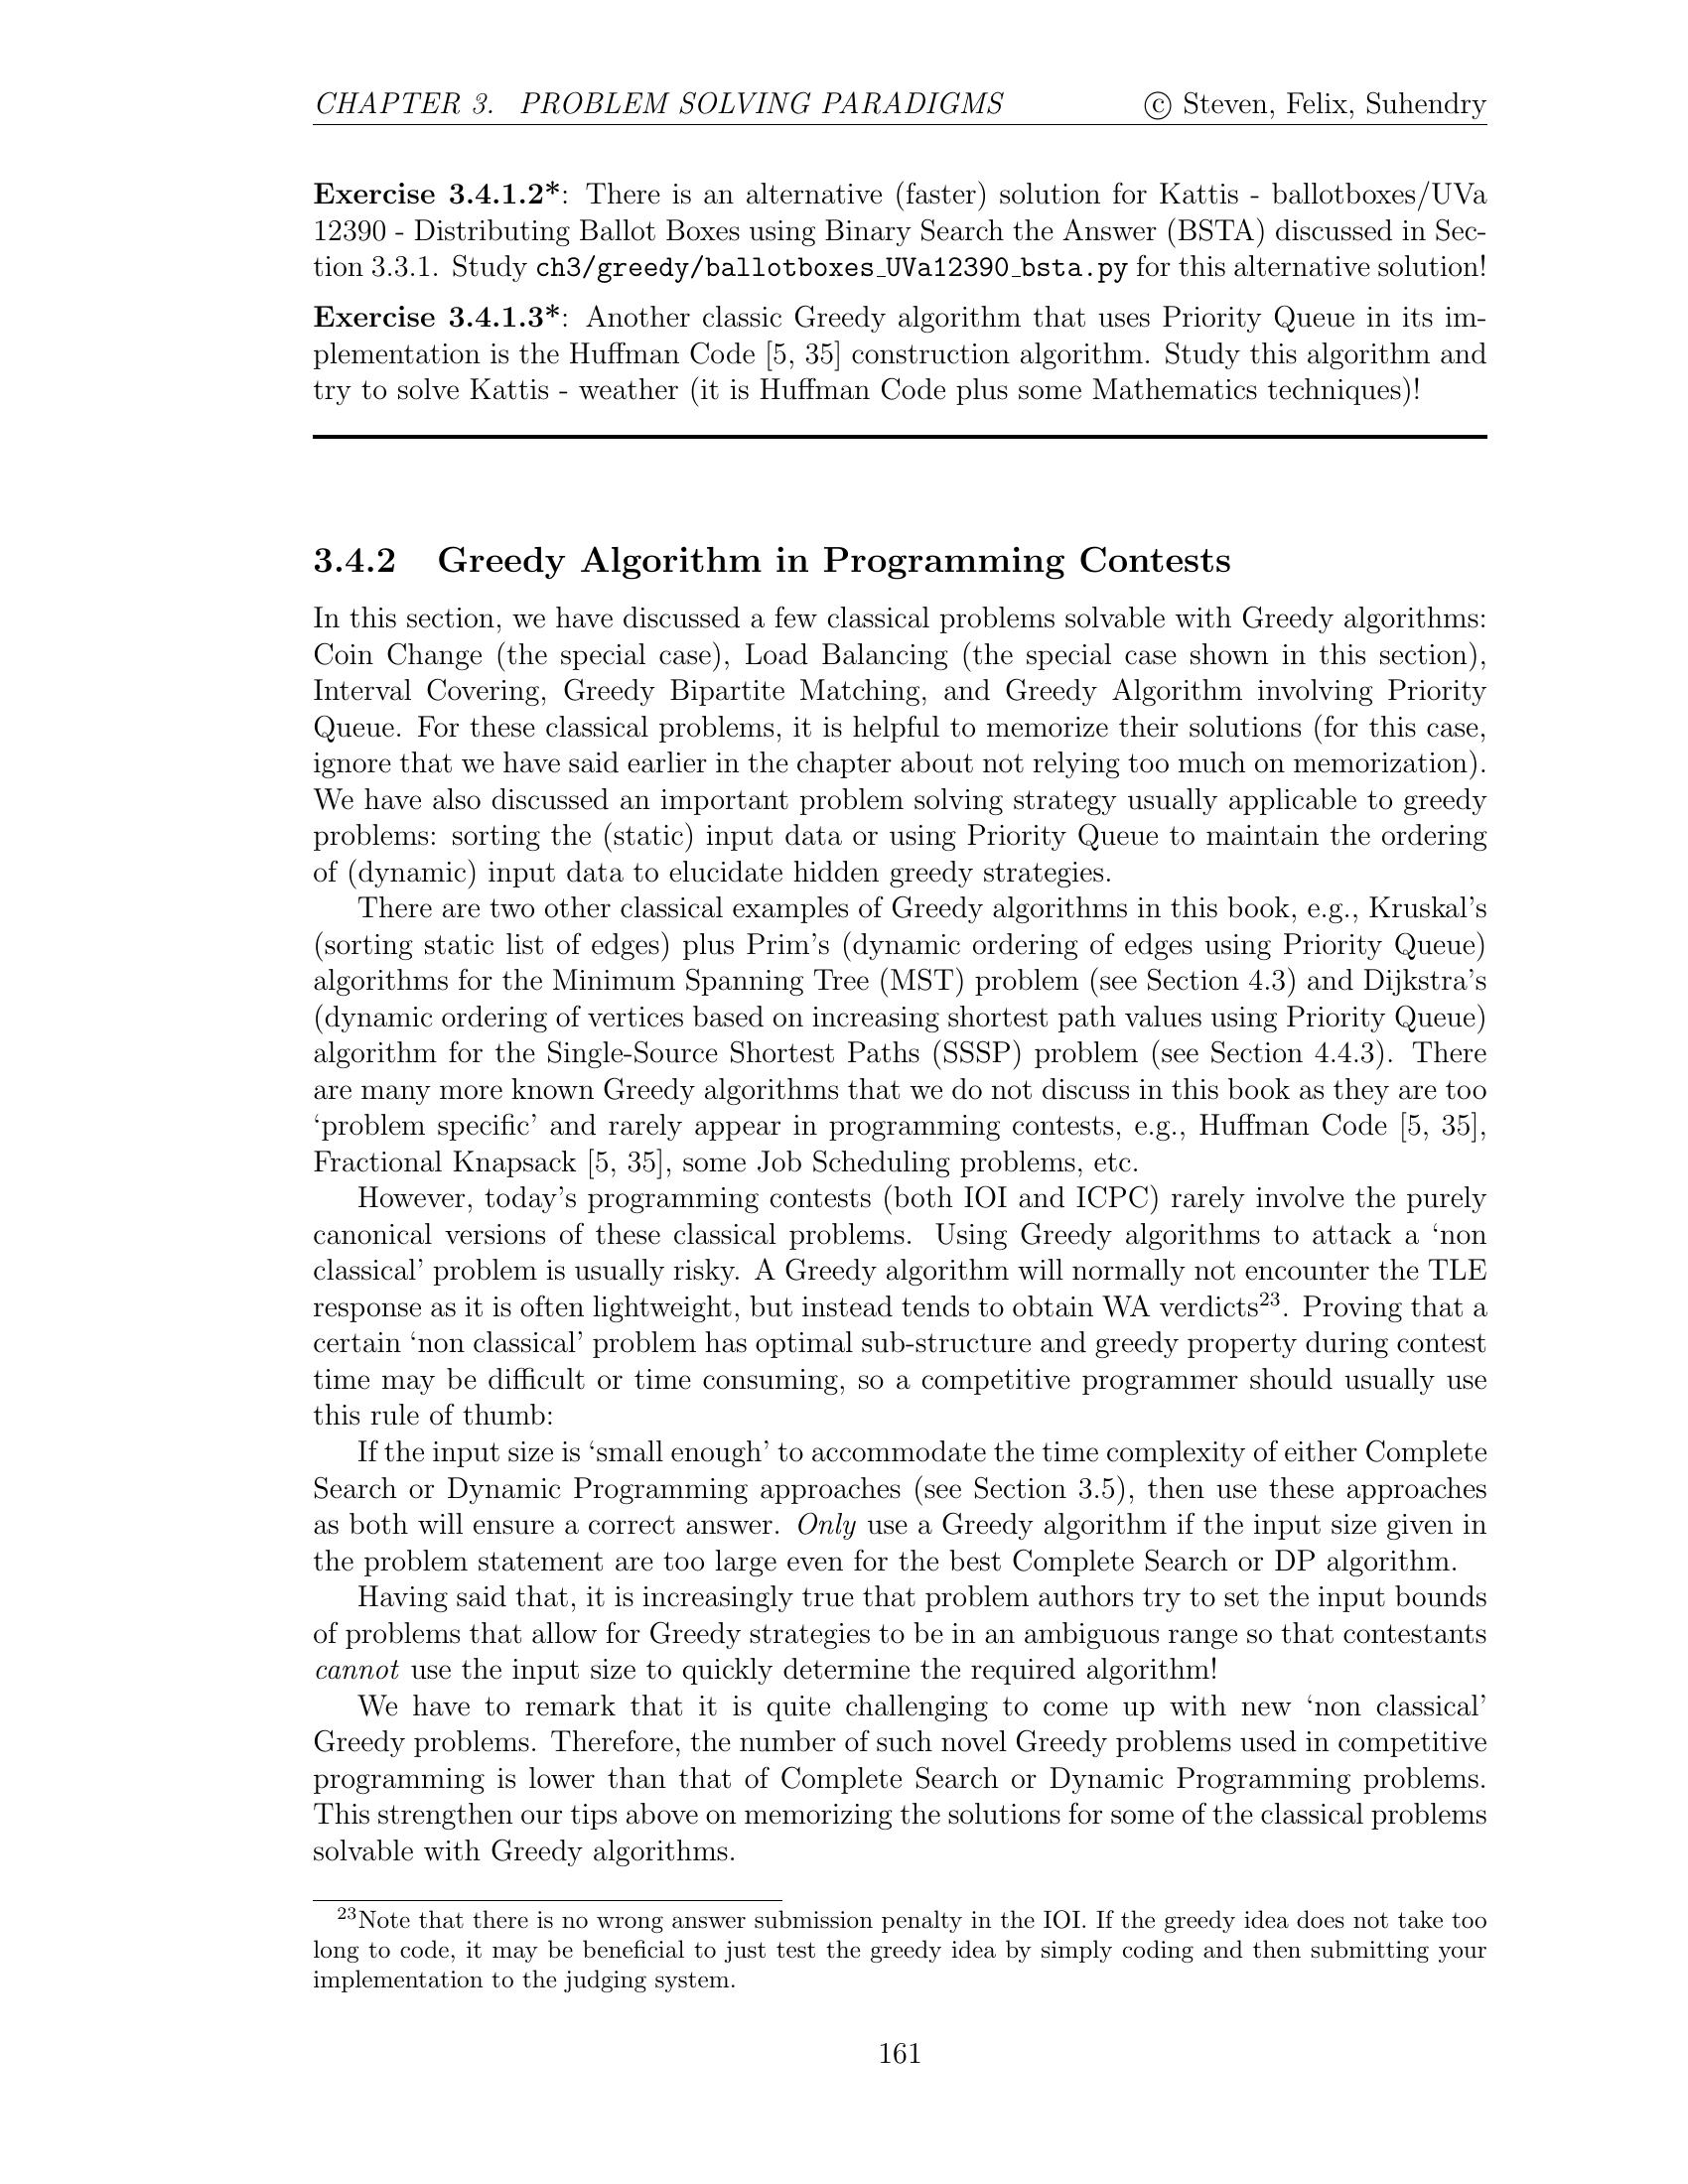 CHAPTER 3. PROBLEM SOLVING PARADIGMS © Steven, Felix, Suhendry
Exercise 3.4.1.2*: There is an alternative (faster) solution for Kattis - ballotboxes/UVa
12390 - Distributing Ballot Boxes using Binary Search the Answer (BSTA) discussed in Sec-
tion 3.3.1. Study ch3/greedy/ballotboxes_UVa12390_bsta.py for this alternative solution!
Exercise 3.4.1.3*: Another classic Greedy algorithm that uses Priority Queue in its im-
plementation is the Huffman Code [5, 35] construction algorithm. Study this algorithm and
try to solve Kattis - weather (it is Huffman Code plus some Mathematics techniques)!
3.4.2 Greedy Algorithm in Programming Contests
In this section, we have discussed a few classical problems solvable with Greedy algorithms:
Coin Change (the special case), Load Balancing (the special case shown in this section),
Interval Covering, Greedy Bipartite Matching, and Greedy Algorithm involving Priority
Queue. For these classical problems, it is helpful to memorize their solutions (for this case,
ignore that we have said earlier in the chapter about not relying too much on memorization).
We have also discussed an important problem solving strategy usually applicable to greedy
problems: sorting the (static) input data or using Priority Queue to maintain the ordering
of (dynamic) input data to elucidate hidden greedy strategies.
There are two other classical examples of Greedy algorithms in this book, e.g., Kruskal's
(sorting static list of edges) plus Prim's (dynamic ordering of edges using Priority Queue)
algorithms for the Minimum Spanning Tree (MST) problem (see Section 4.3) and Dijkstra's
(dynamic ordering of vertices based on increasing shortest path values using Priority Queue)
algorithm for the Single-Source Shortest Paths (SSSP) problem (see Section 4.4.3). There
are many more known Greedy algorithms that we do not discuss in this book as they are too
‘problem specific’ and rarely appear in programming contests, e.g., Huffman Code [5, 35],
Fractional Knapsack [5, 35], some Job Scheduling problems, etc.
However, today's programming contests (both IOI and ICPC) rarely involve the purely
canonical versions of these classical problems. Using Greedy algorithms to attack a ‘non
classical’ problem is usually risky. A Greedy algorithm will normally not encounter the TLE
response as it is often lightweight, but instead tends to obtain WA verdicts23. Proving that a
certain ‘non classical’ problem has optimal sub-structure and greedy property during contest
time may be difficult or time consuming, so a competitive programmer should usually use
this rule of thumb:
If the input size is ‘small enough’ to accommodate the time complexity of either Complete
Search or Dynamic Programming approaches (see Section 3.5), then use these approaches
as both will ensure a correct answer. Only use a Greedy algorithm if the input size given in
the problem statement are too large even for the best Complete Search or DP algorithm.
Having said that, it is increasingly true that problem authors try to set the input bounds
of problems that allow for Greedy strategies to be in an ambiguous range so that contestants
cannot use the input size to quickly determine the required algorithm!
We have to remark that it is quite challenging to come up with new ‘non classical’
Greedy problems. Therefore, the number of such novel Greedy problems used in competitive
programming is lower than that of Complete Search or Dynamic Programming problems.
This strengthen our tips above on memorizing the solutions for some of the classical problems
solvable with Greedy algorithms.
23Note that there is no wrong answer submission penalty in the IOI. If the greedy idea does not take too
long to code, it may be beneficial to just test the greedy idea by simply coding and then submitting your
implementation to the judging system.
161